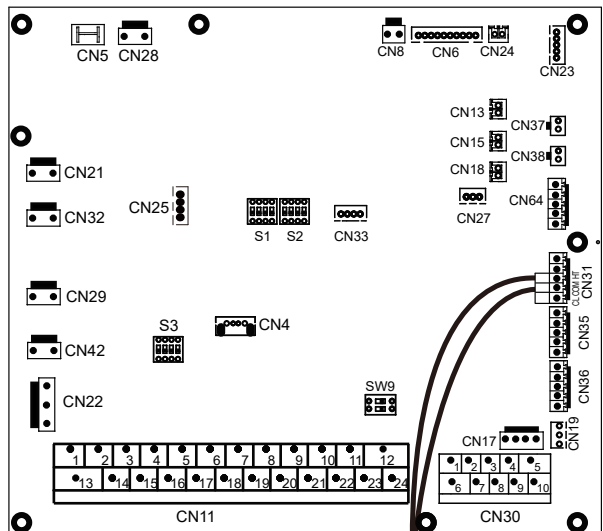 CN5
CN28
CN8
CN6
CN24
CN23
CN13
CN37
CN15
CN38
CN18
CN21
CN32
CN25
S1
S2
CN33
CN27
CN64
CN31
CL COM HT
CN29
CN42
S3
CN4
CN35
CN36
CN22
SW9
CN17
CN19
1 2 3 4 5 6 7 8 9 10 11 12
13 14 15 16 17 18 19 20 21 22 23 24
CN11
1 2 3 4 5
6 7 8 9 10
CN30